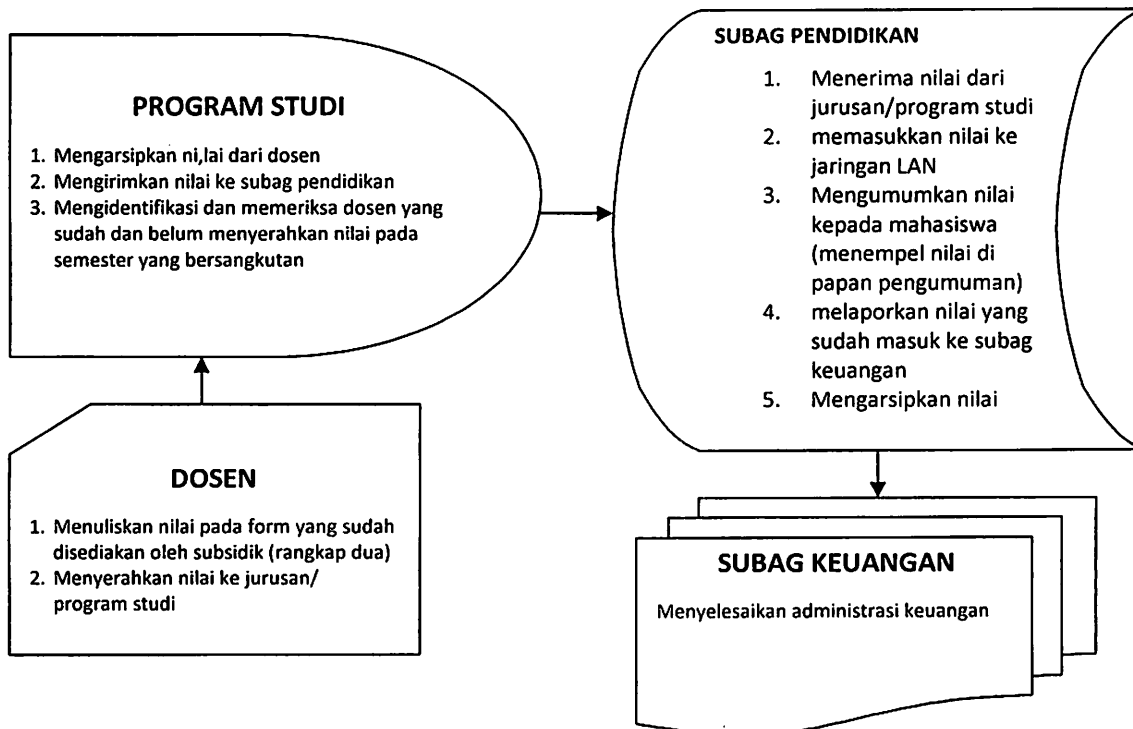 PROGRAM STUDI
1. Mengarsipkan ni,lai dari dosen
2. Mengirimkan nilai ke subag pendidikan
3. Mengidentifikasi dan memeriksa dosen yang
sudah dan belum menyerahkan nilai pada
semester yang bersangkutan
SUBAG PENDIDIKAN
1. Menerima nilai dari
jurusan/program studi
2. memasukkan nilai ke
jaringan LAN
3. Mengumumkan nilai
kepada mahasiswa
(menempel nilai di
papan pengumuman)
4. melaporkan nilai yang
sudah masuk ke subag
keuangan
5. Mengarsipkan nilai
DOSEN
1. Menuliskan nilai pada form yang sudah
disediakan oleh subsidik (rangkap dua)
2. Menyerahkan nilai ke jurusan/
program studi
SUBAG KEUANGAN
Menyelesaikan administrasi keuangan